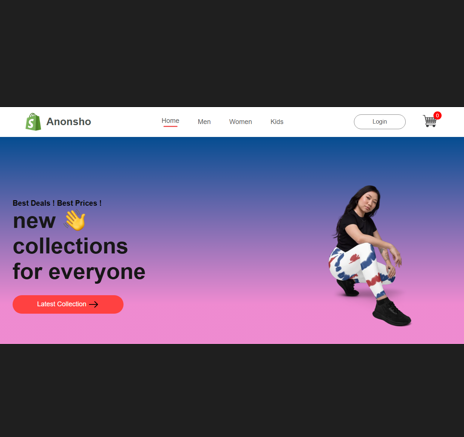 Anonsho
Home Men Women Kids
Login
0
Best Deals ! Best Prices !
new 👋
collections
for everyone
Latest Collection →